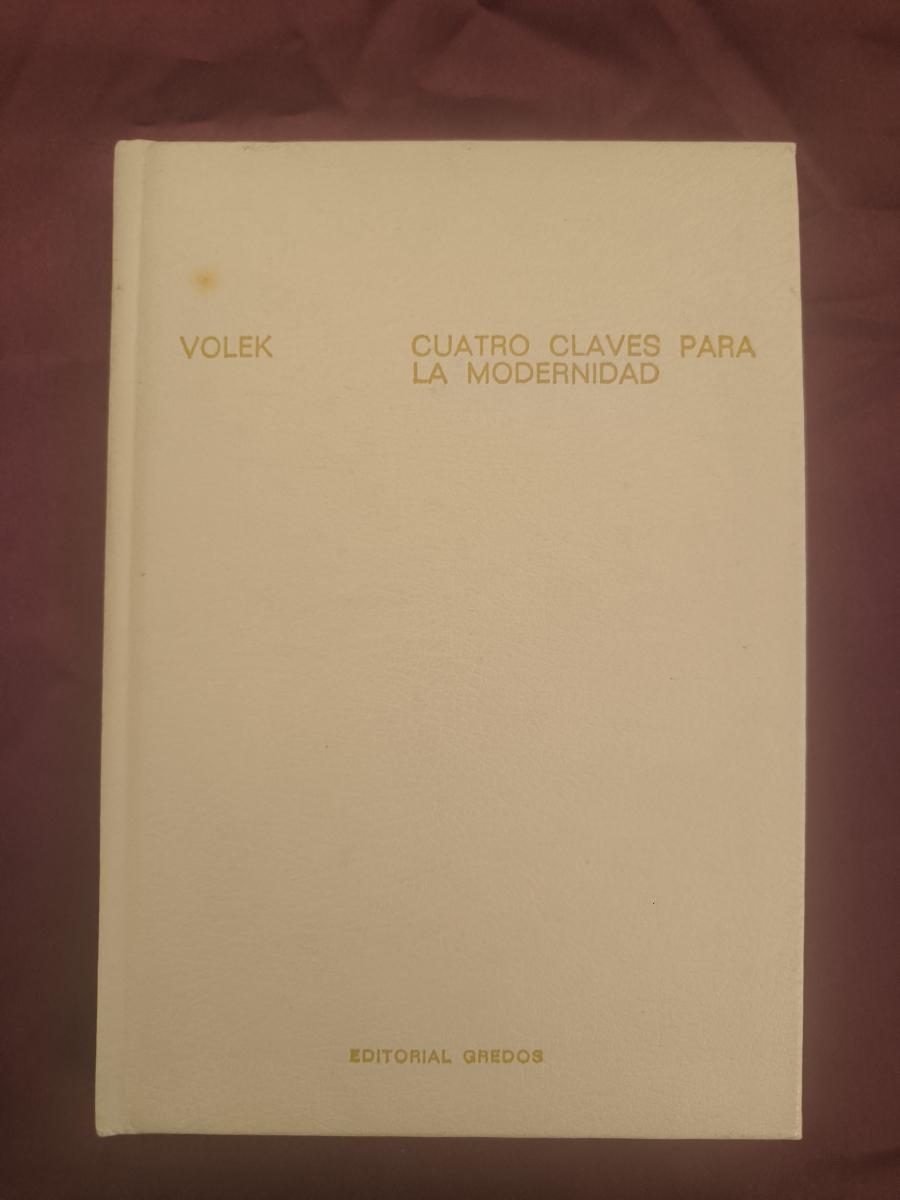 VOLEK
CUATRO CLAVES PARA
LA MODERNIDAD
EDITORIAL GREDOS